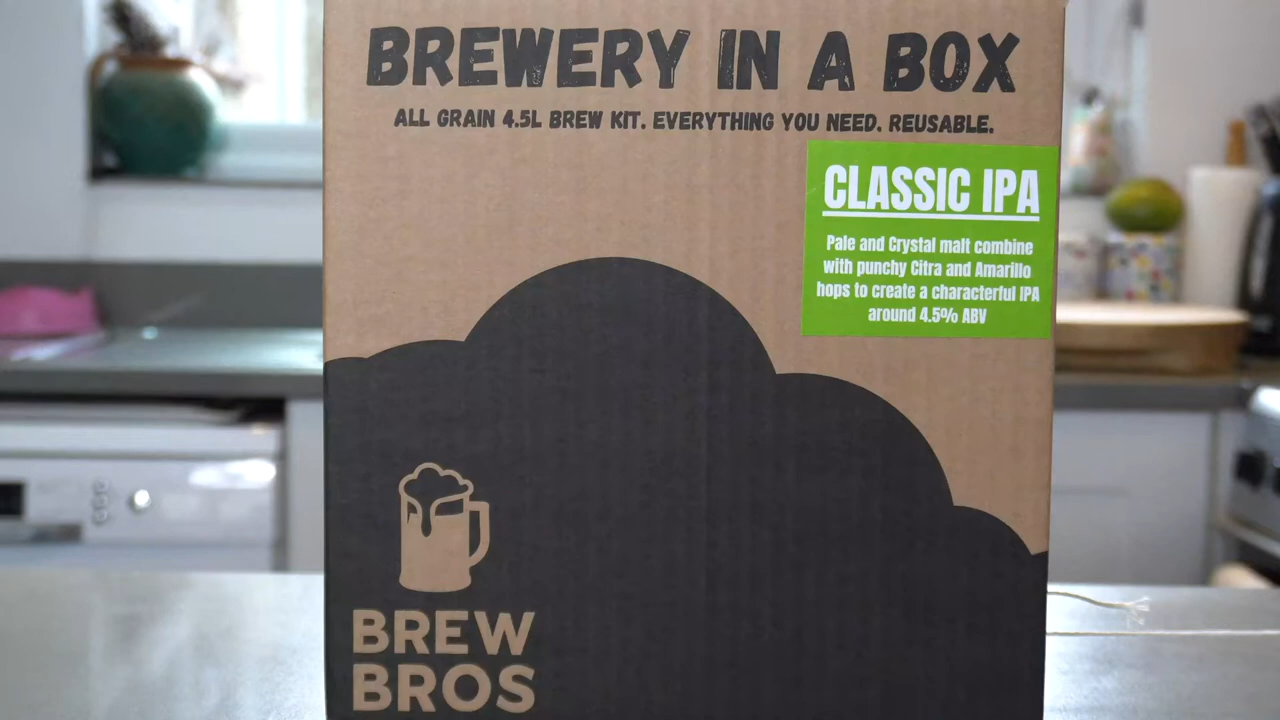 BREWERY IN A BOX
ALL GRAIN 4.5L BREW KIT. EVERYTHING YOU NEED. REUSABLE.
CLASSIC IPA
Pale and Crystal malt combine
with punchy Citra and Amarillo
hops to create a characterful IPA
around 4.5% ABV
BREW
BROS